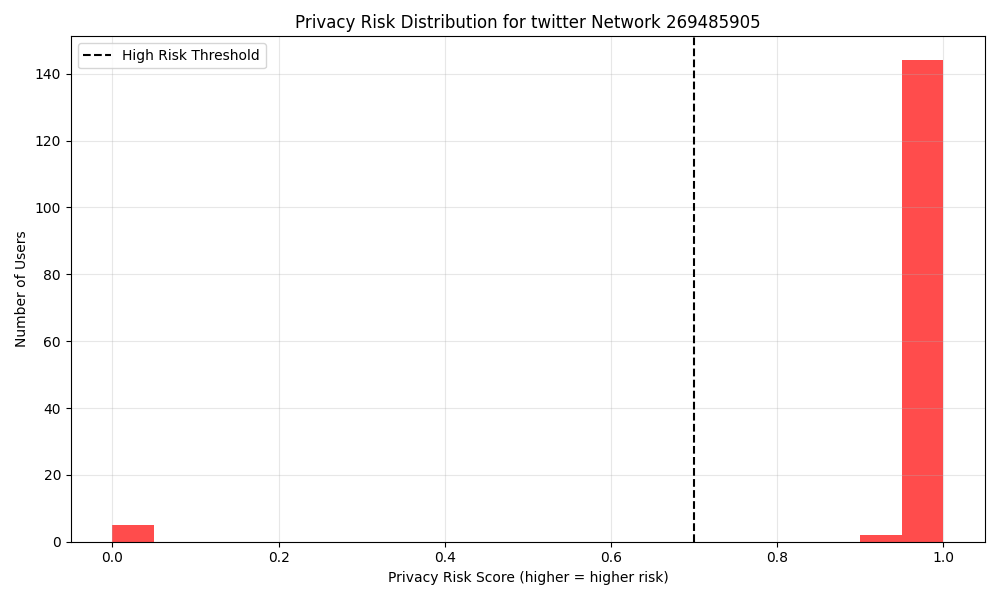 Privacy Risk Distribution for twitter Network 269485905
High Risk Threshold
140
120
100
80
60
40
20
0
Number of Users
0.0 0.2 0.4 0.6 0.8 1.0
Privacy Risk Score (higher = higher risk)